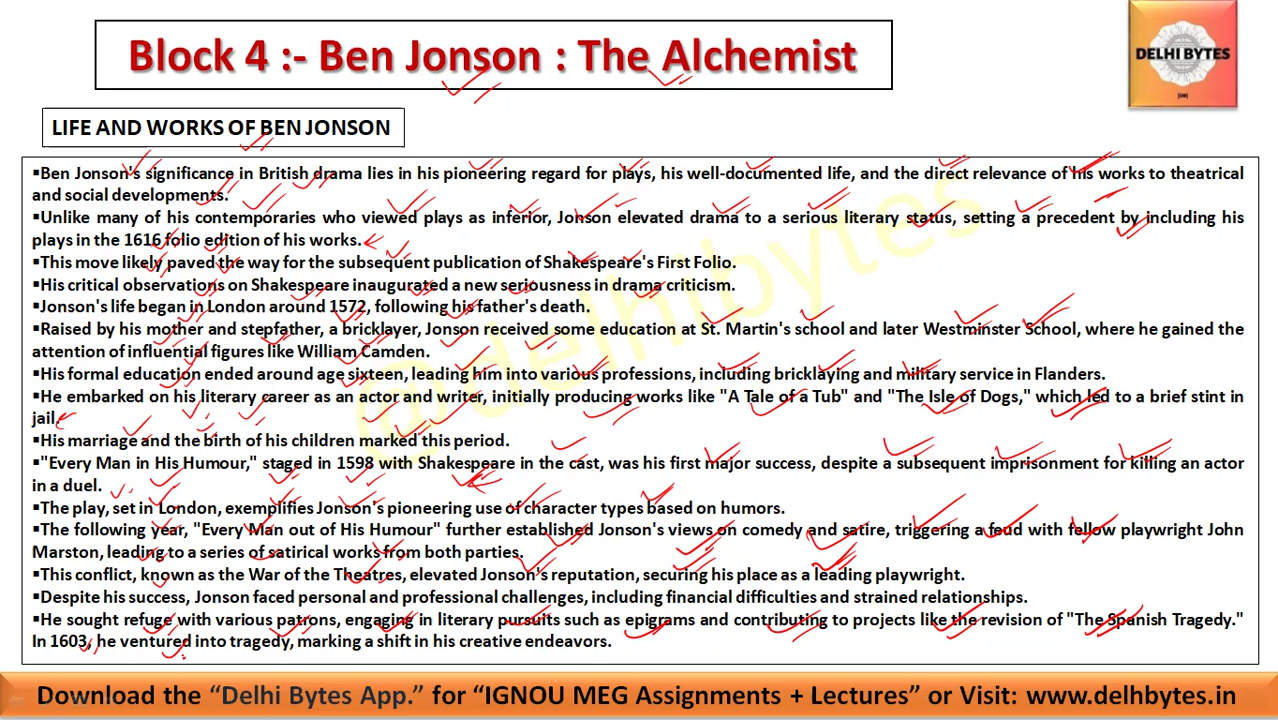 Block 4 :- Ben Jonson : The Alchemist
DELHI BYTES
LIFE AND WORKS OF BEN JONSON
▪Ben Jonson's significance in British drama lies in his pioneering regard for plays, his well-documented life, and the direct relevance of his works to theatrical
and social developments.
▪Unlike many of his contemporaries who viewed plays as inferior, Jonson elevated drama to a serious literary status, setting a precedent by including his
plays in the 1616 folio edition of his works.
▪This move likely paved the way for the subsequent publication of Shakespeare's First Folio.
▪His critical observations on Shakespeare inaugurated a new seriousness in drama criticism.
▪Jonson's life began in London around 1572, following his father's death.
▪Raised by his mother and stepfather, a bricklayer, Jonson received some education at St. Martin's school and later Westminster School, where he gained the
attention of influential figures like William Camden.
▪His formal education ended around age sixteen, leading him into various professions, including bricklaying and military service in Flanders.
▪He embarked on his literary career as an actor and writer, initially producing works like "A Tale of a Tub" and "The Isle of Dogs," which led to a brief stint in
jail.
▪His marriage and the birth of his children marked this period.
▪"Every Man in His Humour," staged in 1598 with Shakespeare in the cast, was his first major success, despite a subsequent imprisonment for killing an actor
in a duel.
▪The play, set in London, exemplifies Jonson's pioneering use of character types based on humors.
▪The following year, "Every Man out of His Humour" further established Jonson's views on comedy and satire, triggering a feud with fellow playwright John
Marston, leading to a series of satirical works from both parties.
▪This conflict, known as the War of the Theatres, elevated Jonson's reputation, securing his place as a leading playwright.
▪Despite his success, Jonson faced personal and professional challenges, including financial difficulties and strained relationships.
▪He sought refuge with various patrons, engaging in literary pursuits such as epigrams and contributing to projects like the revision of "The Spanish Tragedy."
In 1603, he ventured into tragedy, marking a shift in his creative endeavors.
@delhibytes
Download the “Delhi Bytes App.” for “IGNOU MEG Assignments + Lectures” or Visit: www.delhbytes.in